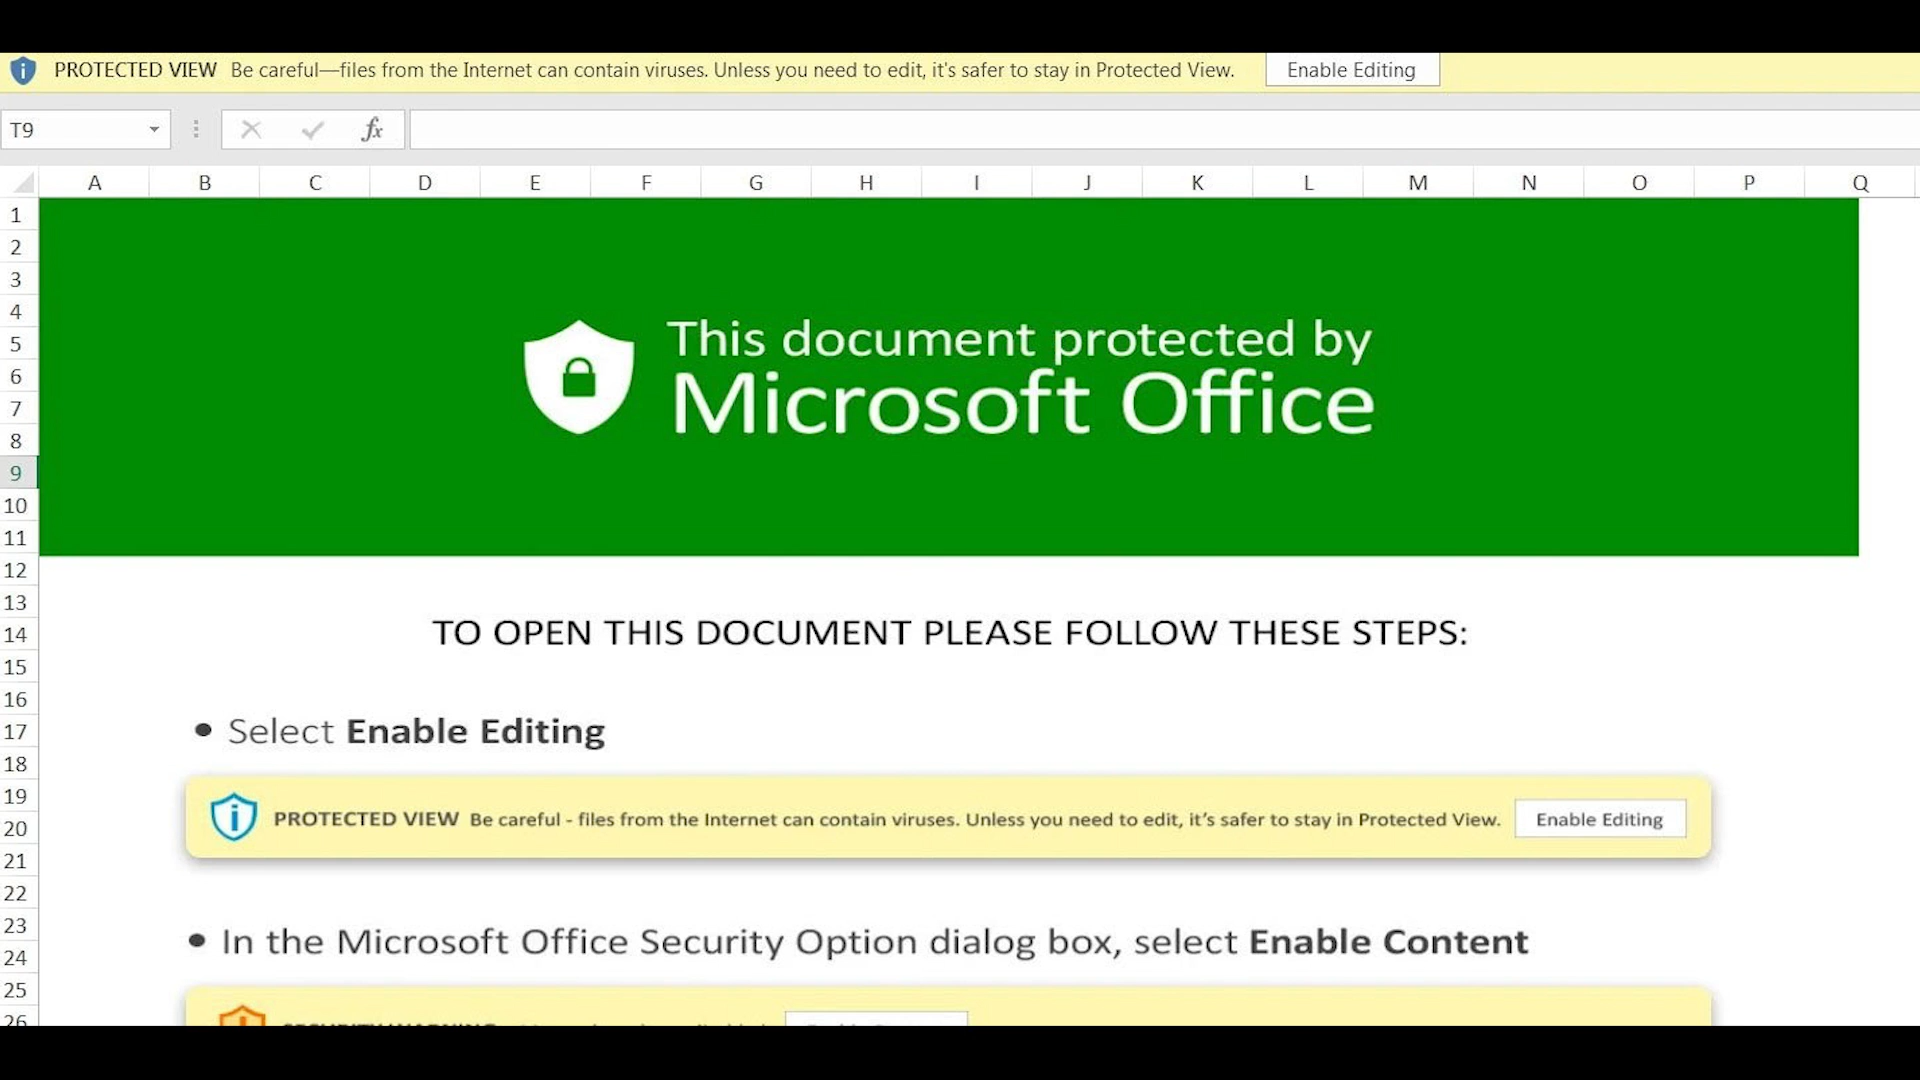 PROTECTED VIEW Be careful—files from the Internet can contain viruses. Unless you need to edit, it's safer to stay in Protected View. Enable Editing
T9 fx
A B C D E F G H I J K L M N O P Q
1
2
3
4
5
6
7
8
9
10
11
12
13
14
15
16
17
18
19
20
21
22
23
24
25
26
This document protected by
Microsoft Office
TO OPEN THIS DOCUMENT PLEASE FOLLOW THESE STEPS:
• Select Enable Editing
PROTECTED VIEW Be careful - files from the Internet can contain viruses. Unless you need to edit, it's safer to stay in Protected View. Enable Editing
• In the Microsoft Office Security Option dialog box, select Enable Content
SECURITY WARNING